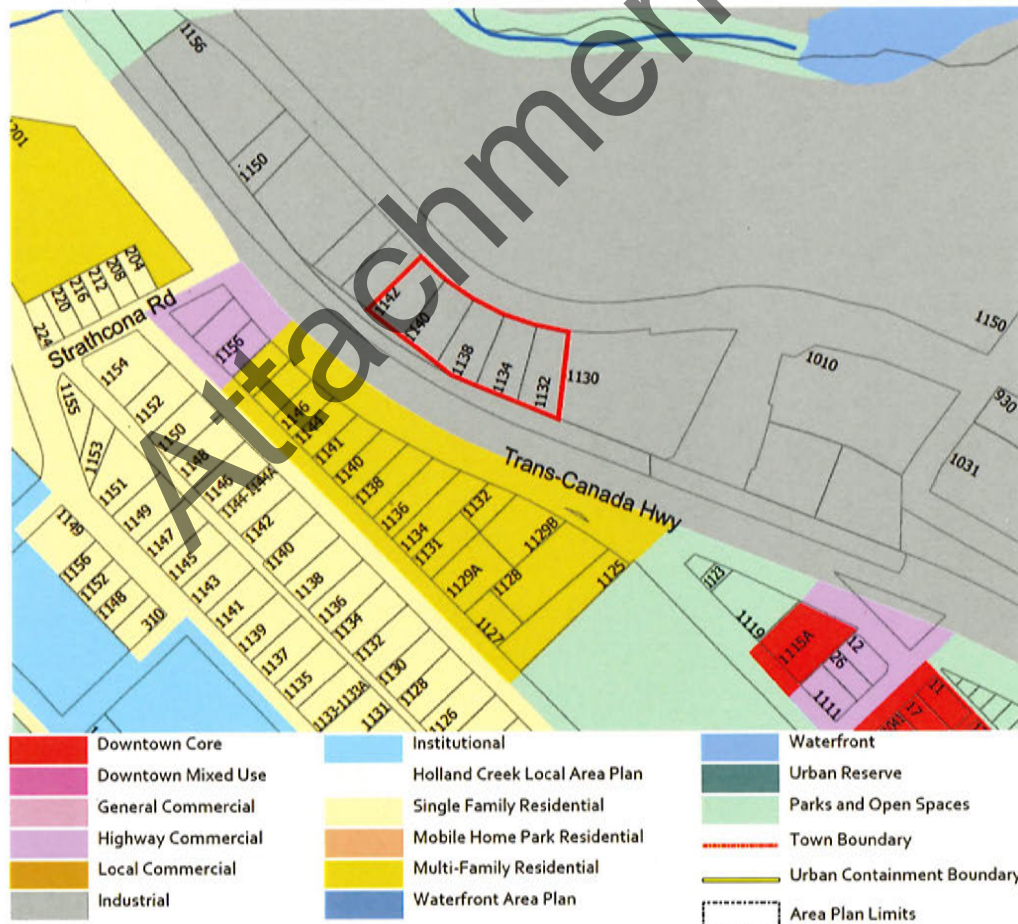 1156
201
1150
204
208
212
216
220
224
Strathcona Rd
1142
1140
1138
1134
1132
1130
1150
1010
930
1031
1156
1154
1155
1152
1150
1153
1148
1151
1146
1149
1144-1144A
1147
1142
1145
1140
1143
1138
1141
1136
1139
1134
1137
1132
1135
1130
1133-1133A
1128
1131
1126
1146
1144
1141
1140
1138
1136
1134
1131
1132
1129B
1129A
1128
1127
1125
Trans-Canada Hwy
1149
1156
1152
1148
310
1123
1119
1115A
12
26
1111
11
17
Attachmen
Downtown Core
Downtown Mixed Use
General Commercial
Highway Commercial
Local Commercial
Industrial
Institutional
Holland Creek Local Area Plan
Single Family Residential
Mobile Home Park Residential
Multi-Family Residential
Waterfront Area Plan
Waterfront
Urban Reserve
Parks and Open Spaces
Town Boundary
Urban Containment Boundary
Area Plan Limits